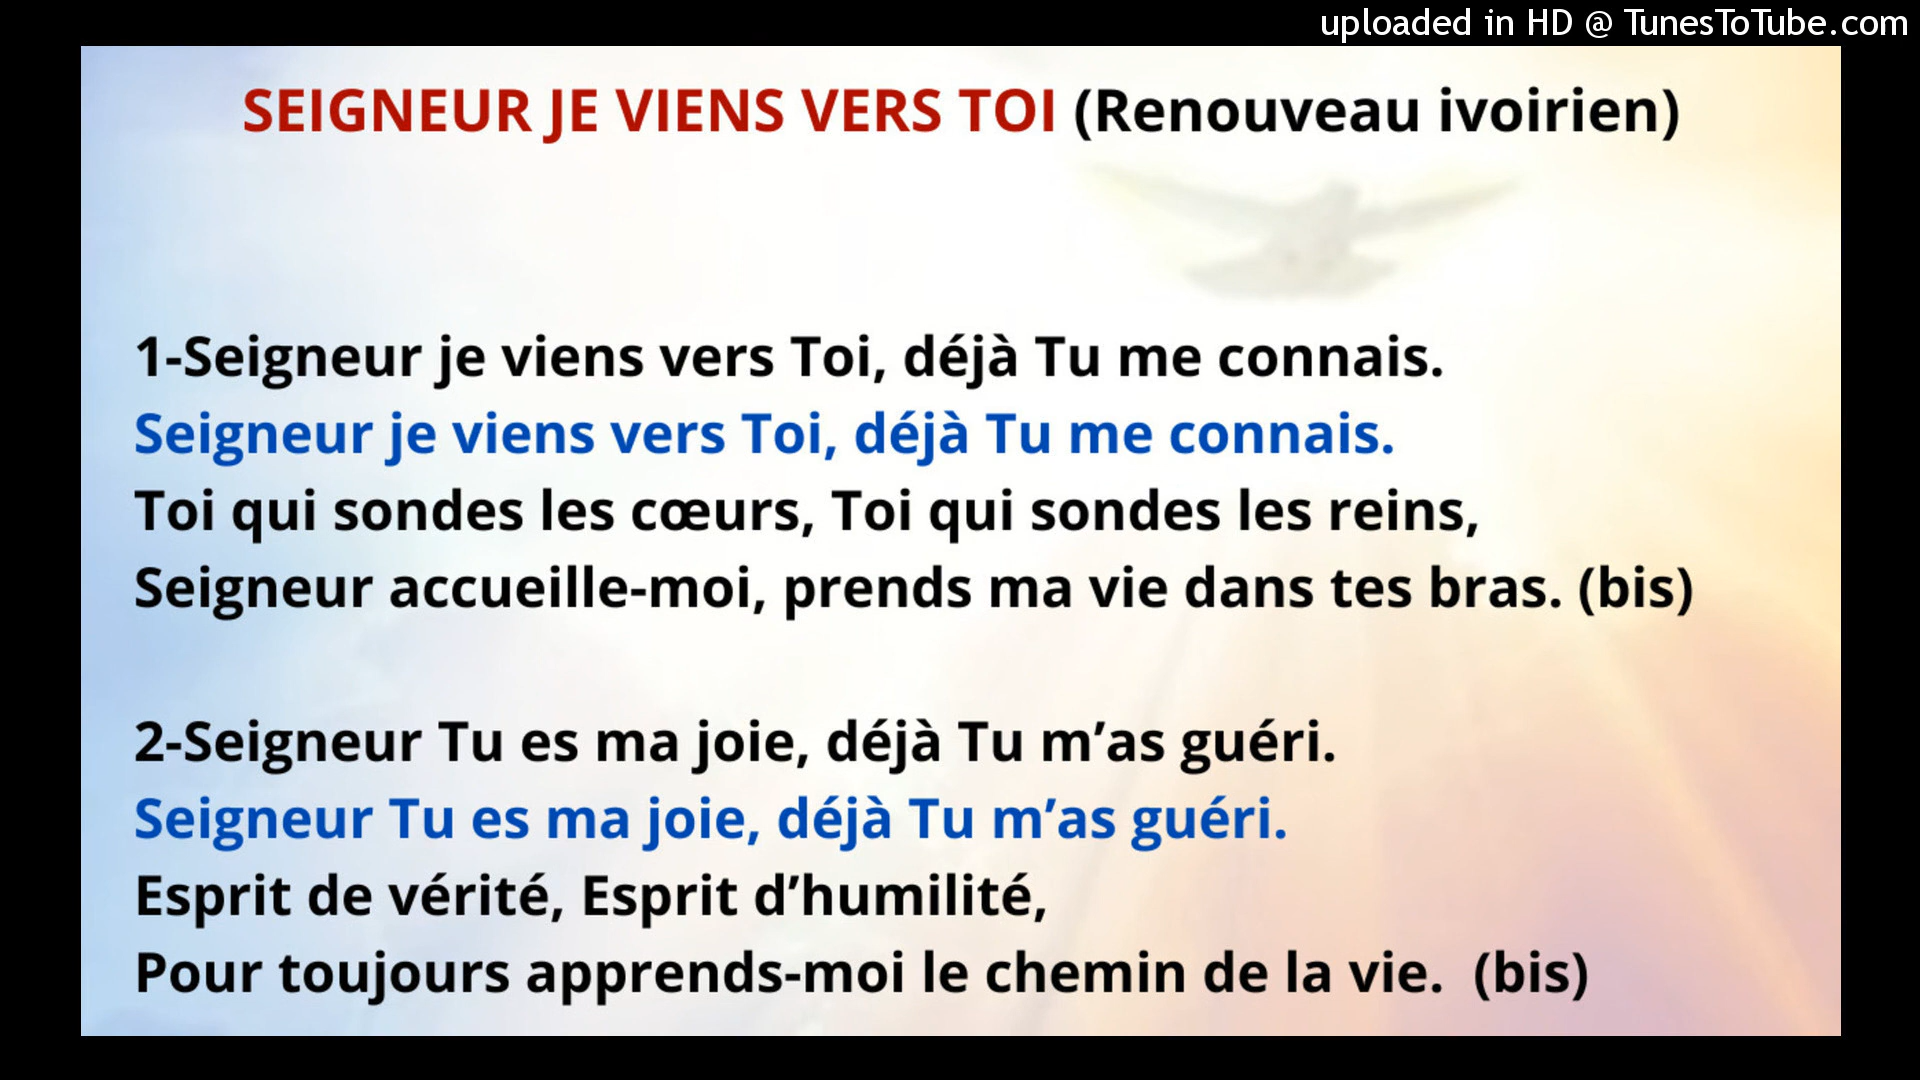 uploaded in HD @ TunesToTube.com
SEIGNEUR JE VIENS VERS TOI (Renouveau ivoirien)
1-Seigneur je viens vers Toi, déjà Tu me connais.
Seigneur je viens vers Toi, déjà Tu me connais.
Toi qui sondes les cœurs, Toi qui sondes les reins,
Seigneur accueille-moi, prends ma vie dans tes bras. (bis)
2-Seigneur Tu es ma joie, déjà Tu m’as guéri.
Seigneur Tu es ma joie, déjà Tu m’as guéri.
Esprit de vérité, Esprit d’humilité,
Pour toujours apprends-moi le chemin de la vie.  (bis)